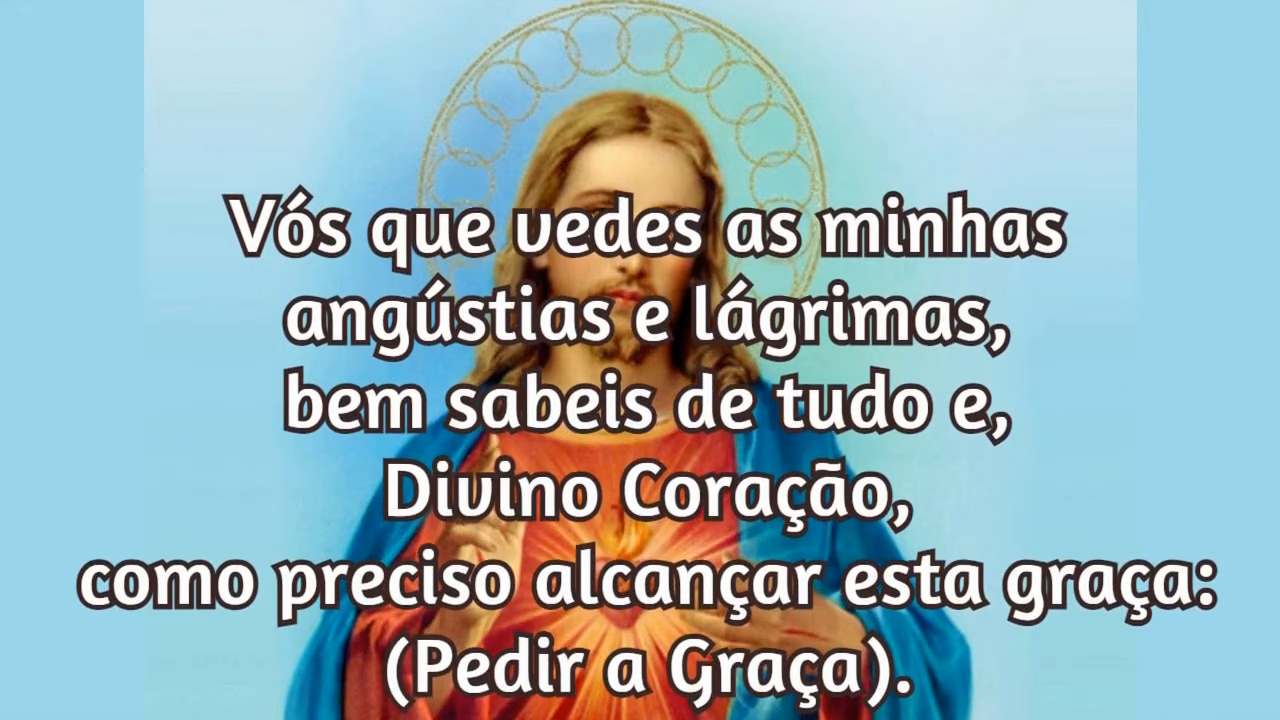 Vós que vedes as minhas
angústias e lágrimas,
bem sabeis de tudo e,
Divino Coração,
como preciso alcançar esta graça:
(Pedir a Graça).